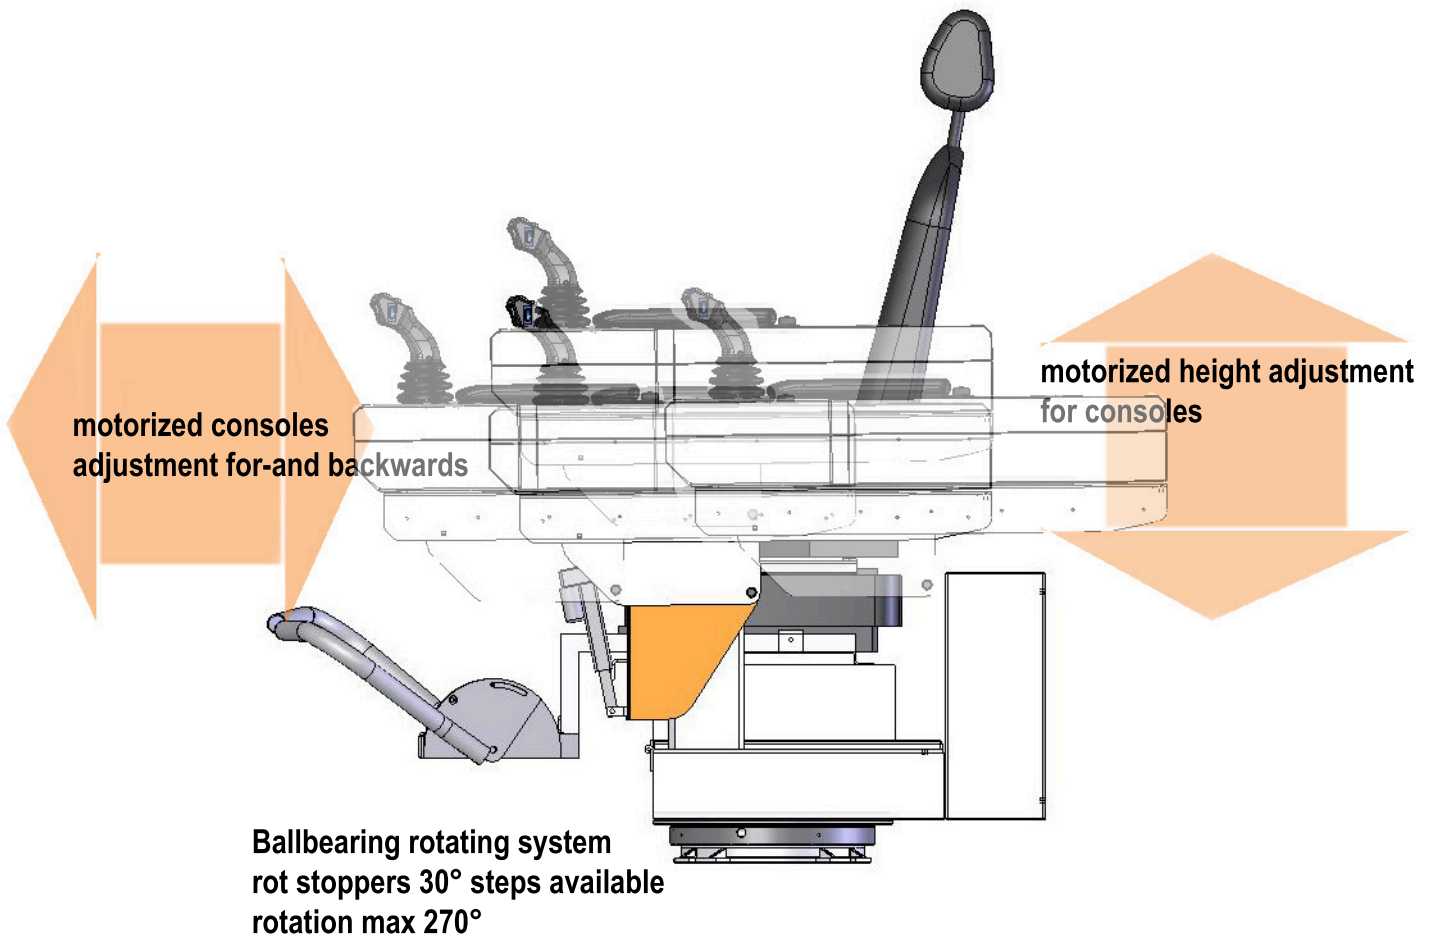 motorized consoles
adjustment for-and backwards
motorized height adjustment
for consoles
Ballbearing rotating system
rot stoppers 30° steps available
rotation max 270°